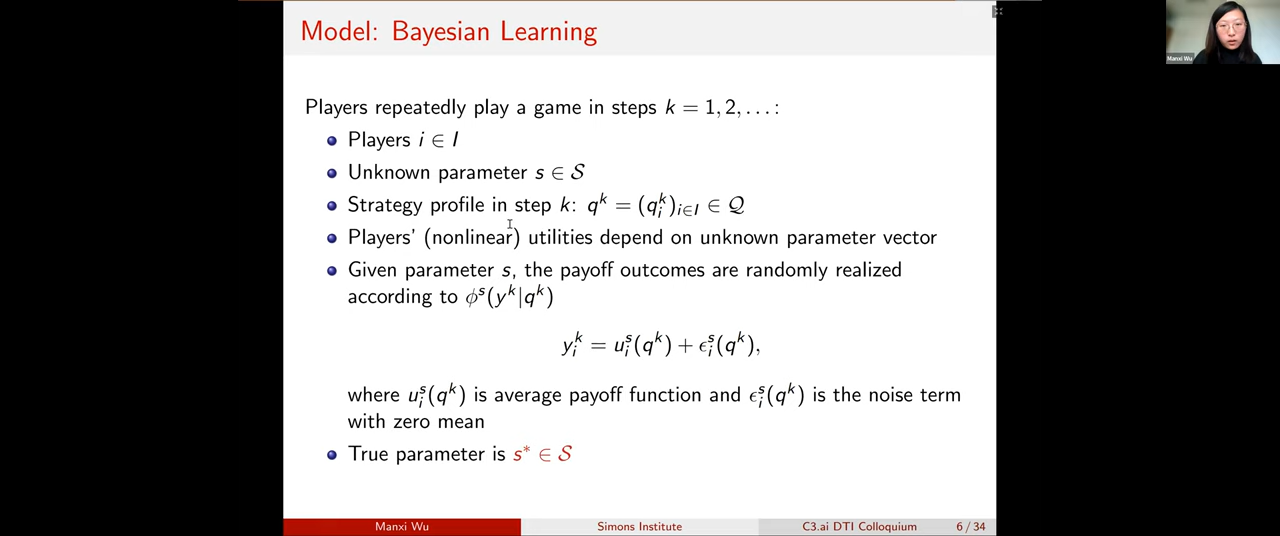 Model: Bayesian Learning
Manxi Wu
Players repeatedly play a game in steps k = 1, 2, . . . :
Players i ∈ I
Unknown parameter s ∈ 𝒮
Strategy profile in step k: q^k = (q_i^k)_{i∈I} ∈ 𝒬
Players' (nonlinear) utilities depend on unknown parameter vector
Given parameter s, the payoff outcomes are randomly realized
according to ϕ^s(y^k|q^k)
y_i^k = u_i^s(q^k) + ϵ_i^s(q^k),
where u_i^s(q^k) is average payoff function and ϵ_i^s(q^k) is the noise term
with zero mean
True parameter is s* ∈ 𝒮
Manxi Wu Simons Institute C3.ai DTI Colloquium 6 / 34